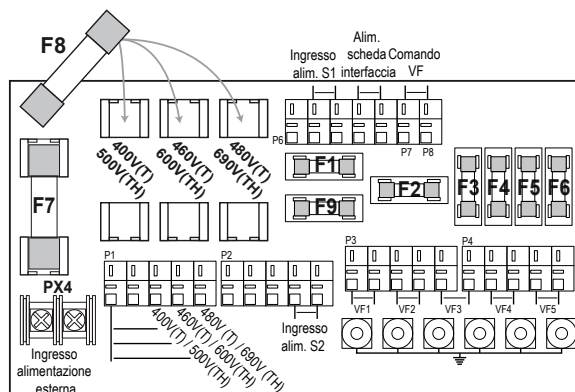 F8
Ingresso
alim. S1
Alim.
scheda
interfaccia
Comando
VF
400V(T)
500V(TH)
460V(T)
600V(TH)
480V(T)
690V(TH)
P6
P7
P8
F1
F9
F2
F3
F4
F5
F6
F7
P1
P2
P3
P4
PX4
Ingresso
alimentazione
esterna
400V(T) / 500V(TH)
460V(T) / 600V(TH)
480V(T) / 690V(TH)
Ingresso
alim. S2
VF1
VF2
VF3
VF4
VF5